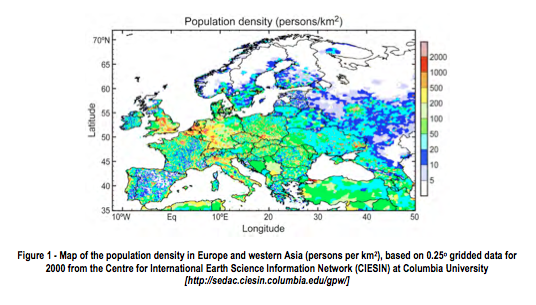 Population density (persons/km²)
70°N
65
60
55
50
45
40
35
Latitude
10°W
Eq
10°E
20
30
40
50
Longitude
2000
1000
500
200
100
50
20
10
5
Figure 1 - Map of the population density in Europe and western Asia (persons per km²), based on 0.25º gridded data for
2000 from the Centre for International Earth Science Information Network (CIESIN) at Columbia University
[http://sedac.ciesin.columbia.edu/gpw/]